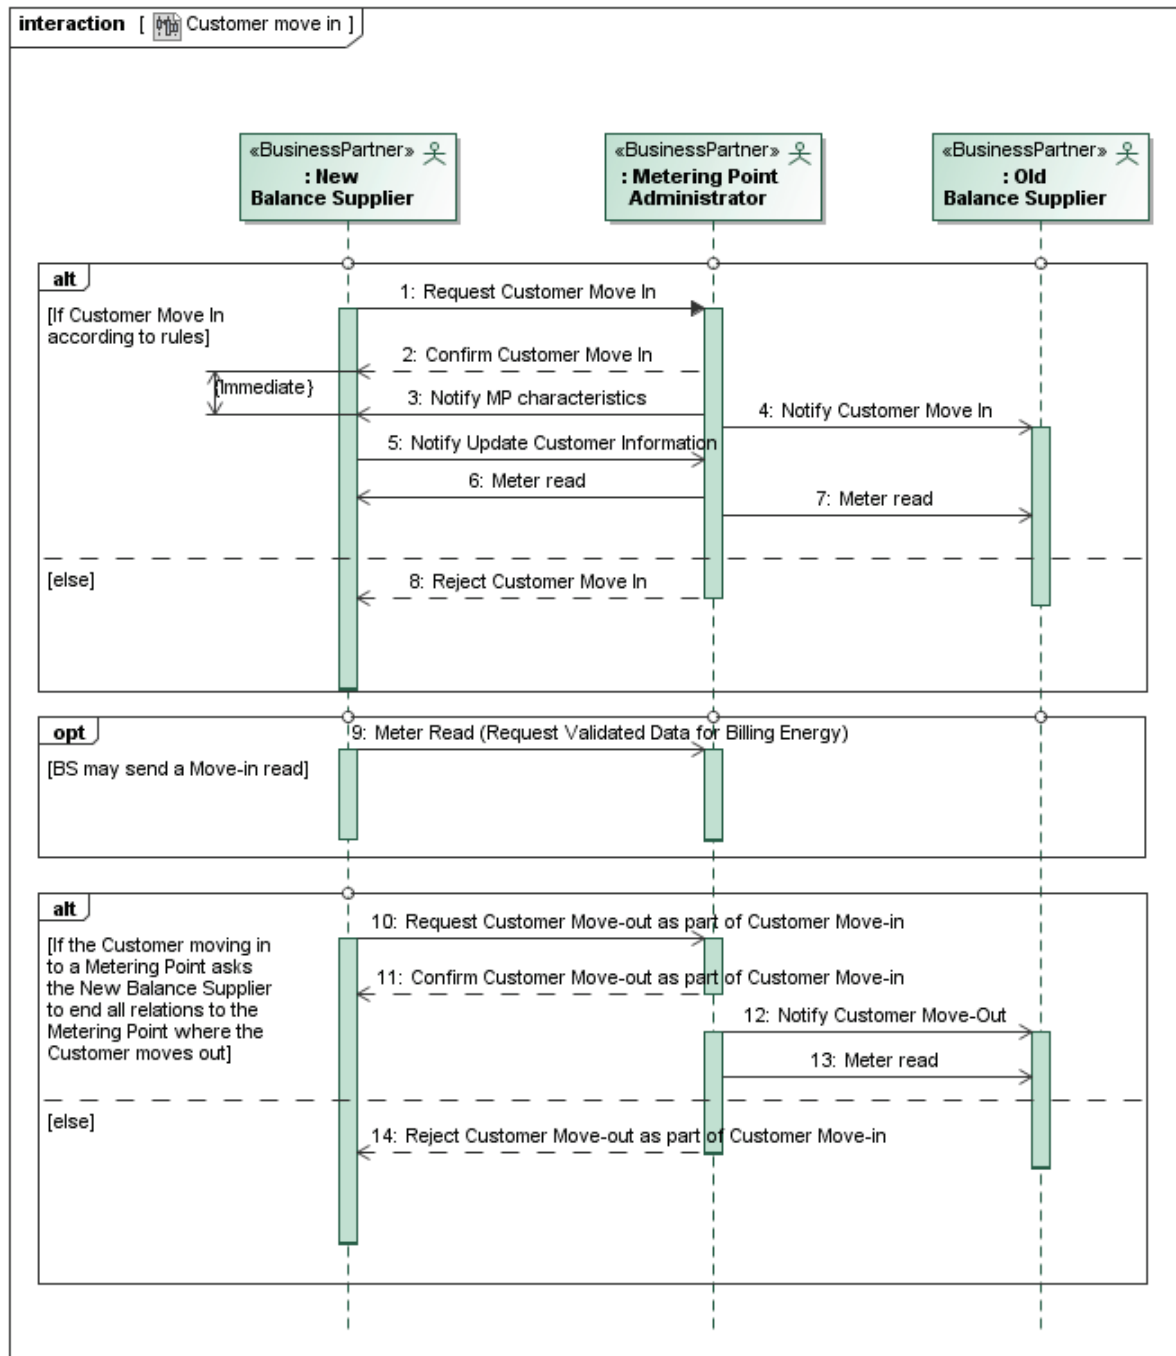 interaction [ Customer move in ]
«BusinessPartner»
: New
Balance Supplier
«BusinessPartner»
: Metering Point
Administrator
«BusinessPartner»
: Old
Balance Supplier
alt
[If Customer Move In
according to rules]
1: Request Customer Move In
2: Confirm Customer Move In
{Immediate}
3: Notify MP characteristics
4: Notify Customer Move In
5: Notify Update Customer Information
6: Meter read
7: Meter read
[else]
8: Reject Customer Move In
opt
9: Meter Read (Request Validated Data for Billing Energy)
[BS may send a Move-in read]
alt
10: Request Customer Move-out as part of Customer Move-in
[If the Customer moving in
to a Metering Point asks
the New Balance Supplier
to end all relations to the
Metering Point where the
Customer moves out]
11: Confirm Customer Move-out as part of Customer Move-in
12: Notify Customer Move-Out
13: Meter read
[else]
14: Reject Customer Move-out as part of Customer Move-in